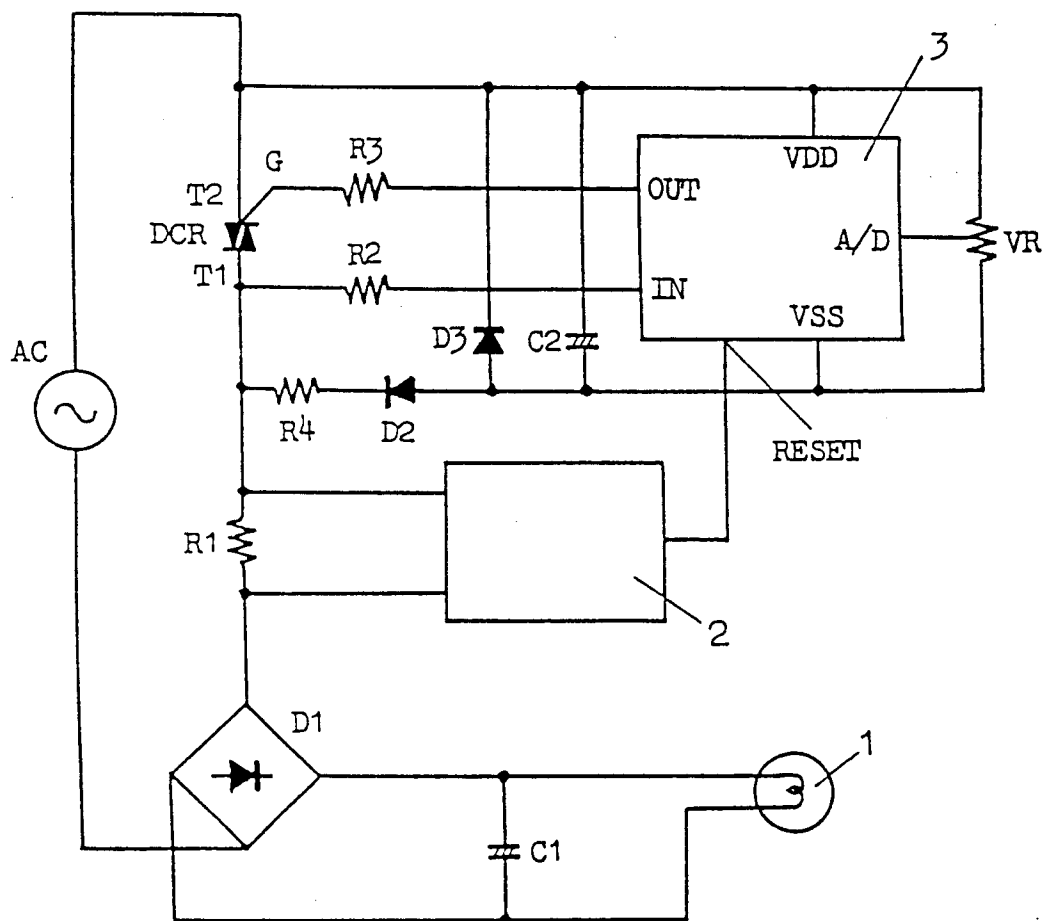 3
VDD
G
R3
OUT
T2
DCR
A/D
VR
T1
R2
IN
VSS
D3
C2
AC
R4
D2
RESET
R1
2
D1
1
C1